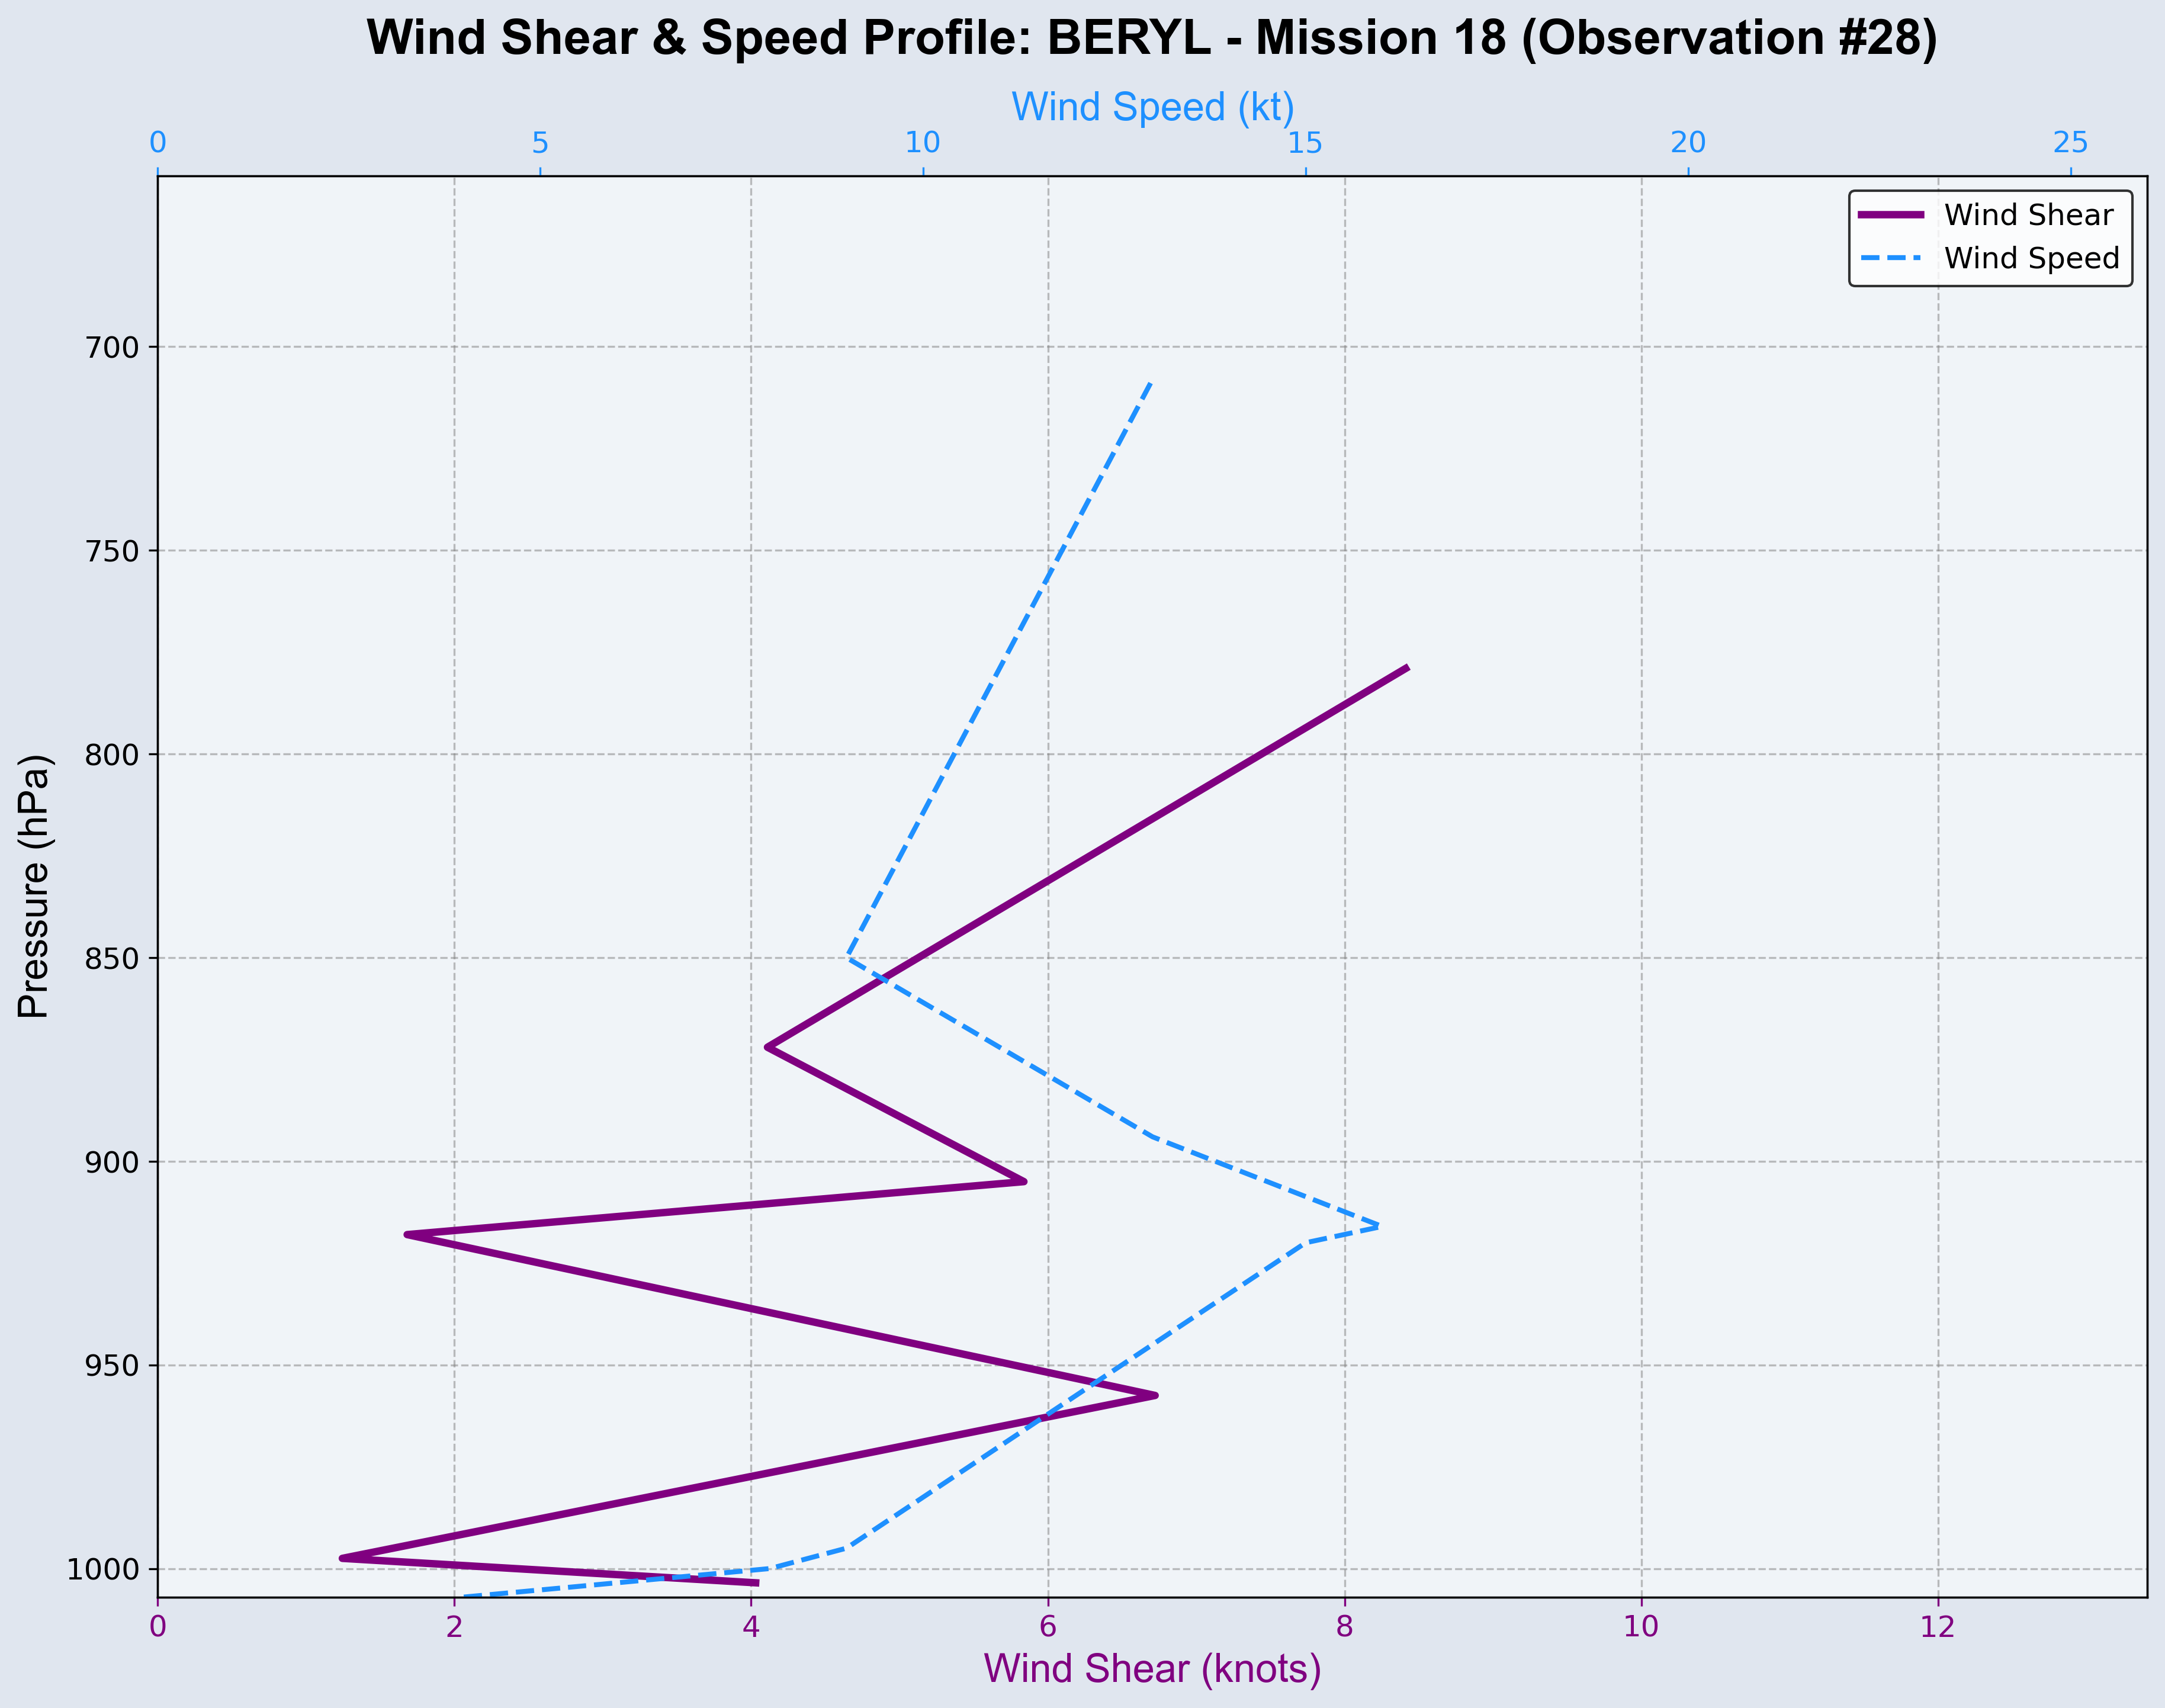 Wind Shear & Speed Profile: BERYL - Mission 18 (Observation #28)
Wind Speed (kt)
0 5 10 15 20 25
Wind Shear
Wind Speed
700
750
800
850
900
950
1000
Pressure (hPa)
0 2 4 6 8 10 12
Wind Shear (knots)